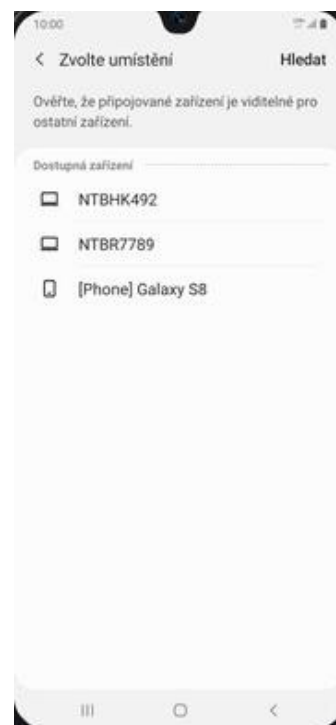 10:00
Zvolte umístění
Hledat
Ověřte, že připojované zařízení je viditelné pro
ostatní zařízení.
Dostupná zařízení
NTBHK492
NTBR7789
[Phone] Galaxy S8